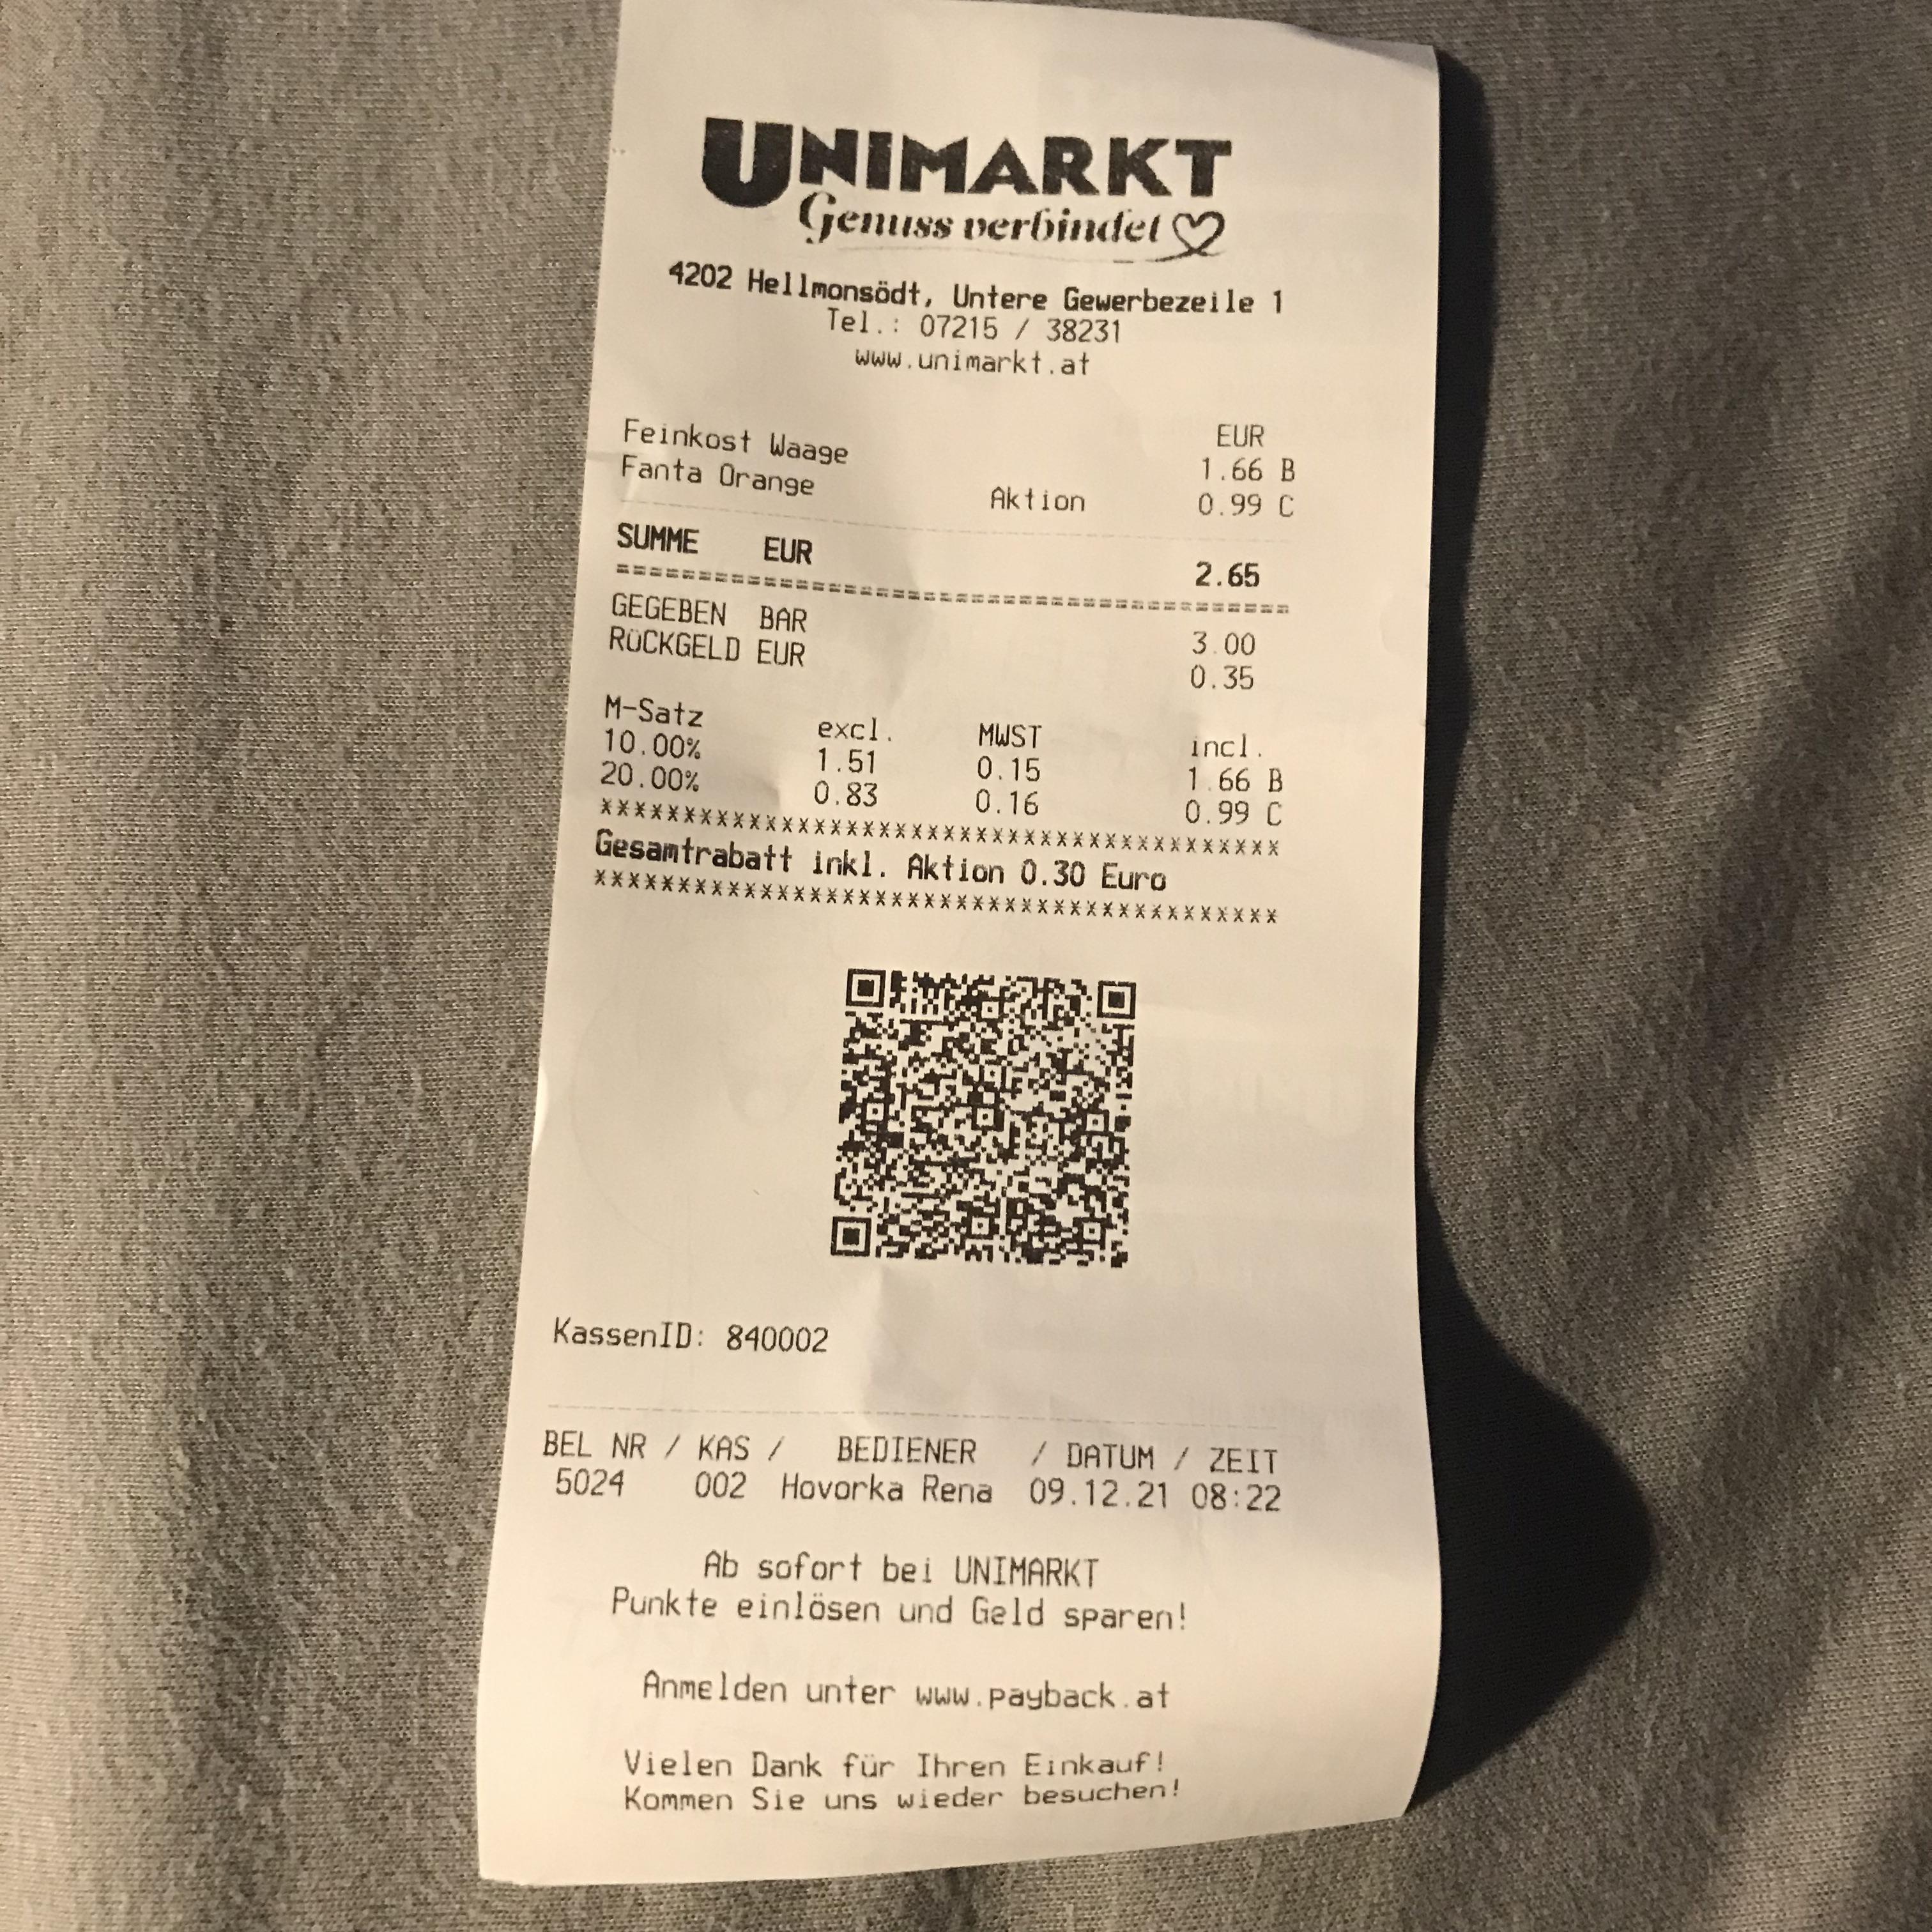 UNIMARKT
Genuss verbindet
4202 Hellmonsödt, Untere Gewerbezeile 1
Tel.: 07215 / 38231
www.unimarkt.at
EUR
Feinkost Waage 1.66 B
Fanta Orange Aktion 0.99 C
SUMME EUR 2.65
=========================================
GEGEBEN BAR 3.00
RÜCKGELD EUR 0.35
M-Satz excl. MWST incl.
10.00% 1.51 0.15 1.66 B
20.00% 0.83 0.16 0.99 C
******************************************
Gesamtrabatt inkl. Aktion 0.30 Euro
******************************************
KassenID: 840002
BEL NR / KAS / BEDIENER / DATUM / ZEIT
5024 002 Hovorka Rena 09.12.21 08:22
Ab sofort bei UNIMARKT
Punkte einlösen und Geld sparen!
Anmelden unter www.payback.at
Vielen Dank für Ihren Einkauf!
Kommen Sie uns wieder besuchen!